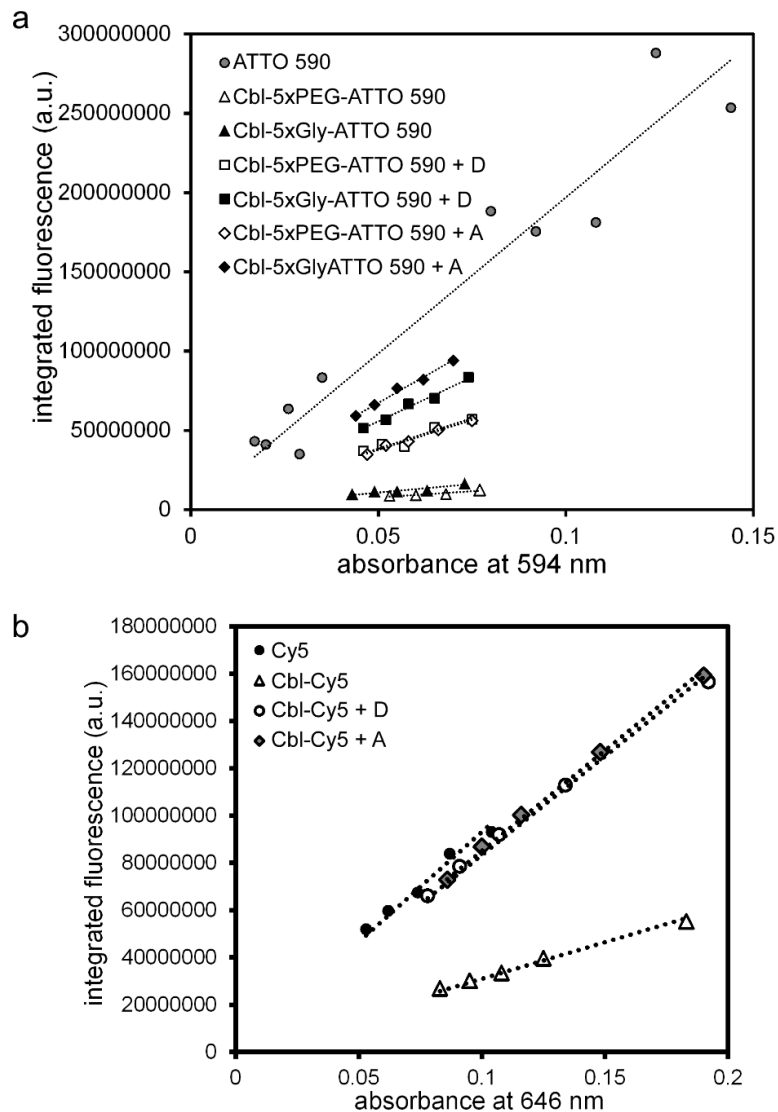 a
300000000
250000000
200000000
150000000
100000000
50000000
0
integrated fluorescence (a.u.)
ATTO 590
Cbl-5xPEG-ATTO 590
Cbl-5xGly-ATTO 590
Cbl-5xPEG-ATTO 590 + D
Cbl-5xGly-ATTO 590 + D
Cbl-5xPEG-ATTO 590 + A
Cbl-5xGlyATTO 590 + A
0 0.05 0.1 0.15
absorbance at 594 nm
b
180000000
160000000
140000000
120000000
100000000
80000000
60000000
40000000
20000000
0
integrated fluorescence (a.u.)
Cy5
Cbl-Cy5
Cbl-Cy5 + D
Cbl-Cy5 + A
0 0.05 0.1 0.15 0.2
absorbance at 646 nm